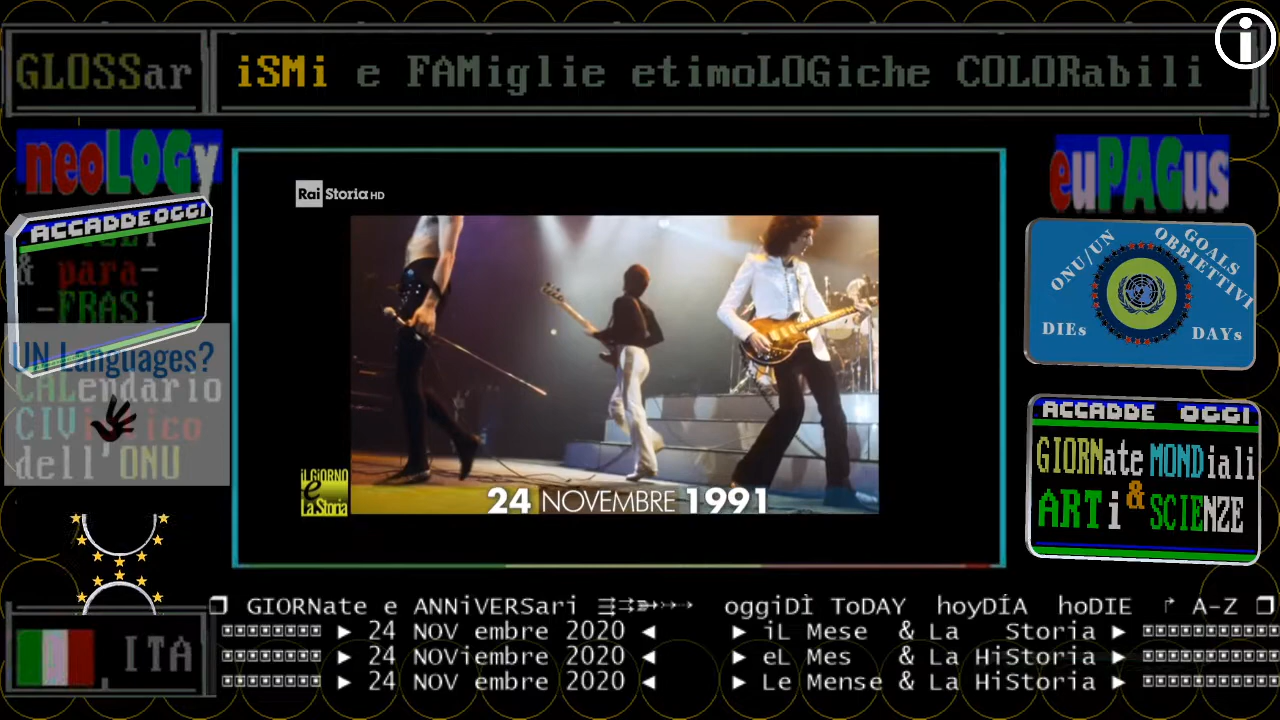 GLOSSar
iSMi e FAMiglie etimoLOGiche COLORabili
neoLOGy
euPAGus
ACCADDE OGGI
& para-
-FRASi
UN Languages?
CALendario
CIViristico
dell'ONU
Rai Storia HD
iL GiORNO
e
La Storia
24 NOVEMBRE 1991
ONU/UN
GOALS
OBBIETTIVI
DIEs
DAYs
ACCADDE OGGI
GIORNate MONDiali
ARTi & SCIENZE
GIORNate e ANNiVERSari oggiDÌ ToDAY hoyDÍA hoDIE A-Z
24 NOV embre 2020 iL Mese & La Storia
24 NOViembre 2020 eL Mes & La HiStoria
24 NOV embre 2020 Le Mense & La HiStoria
ITA